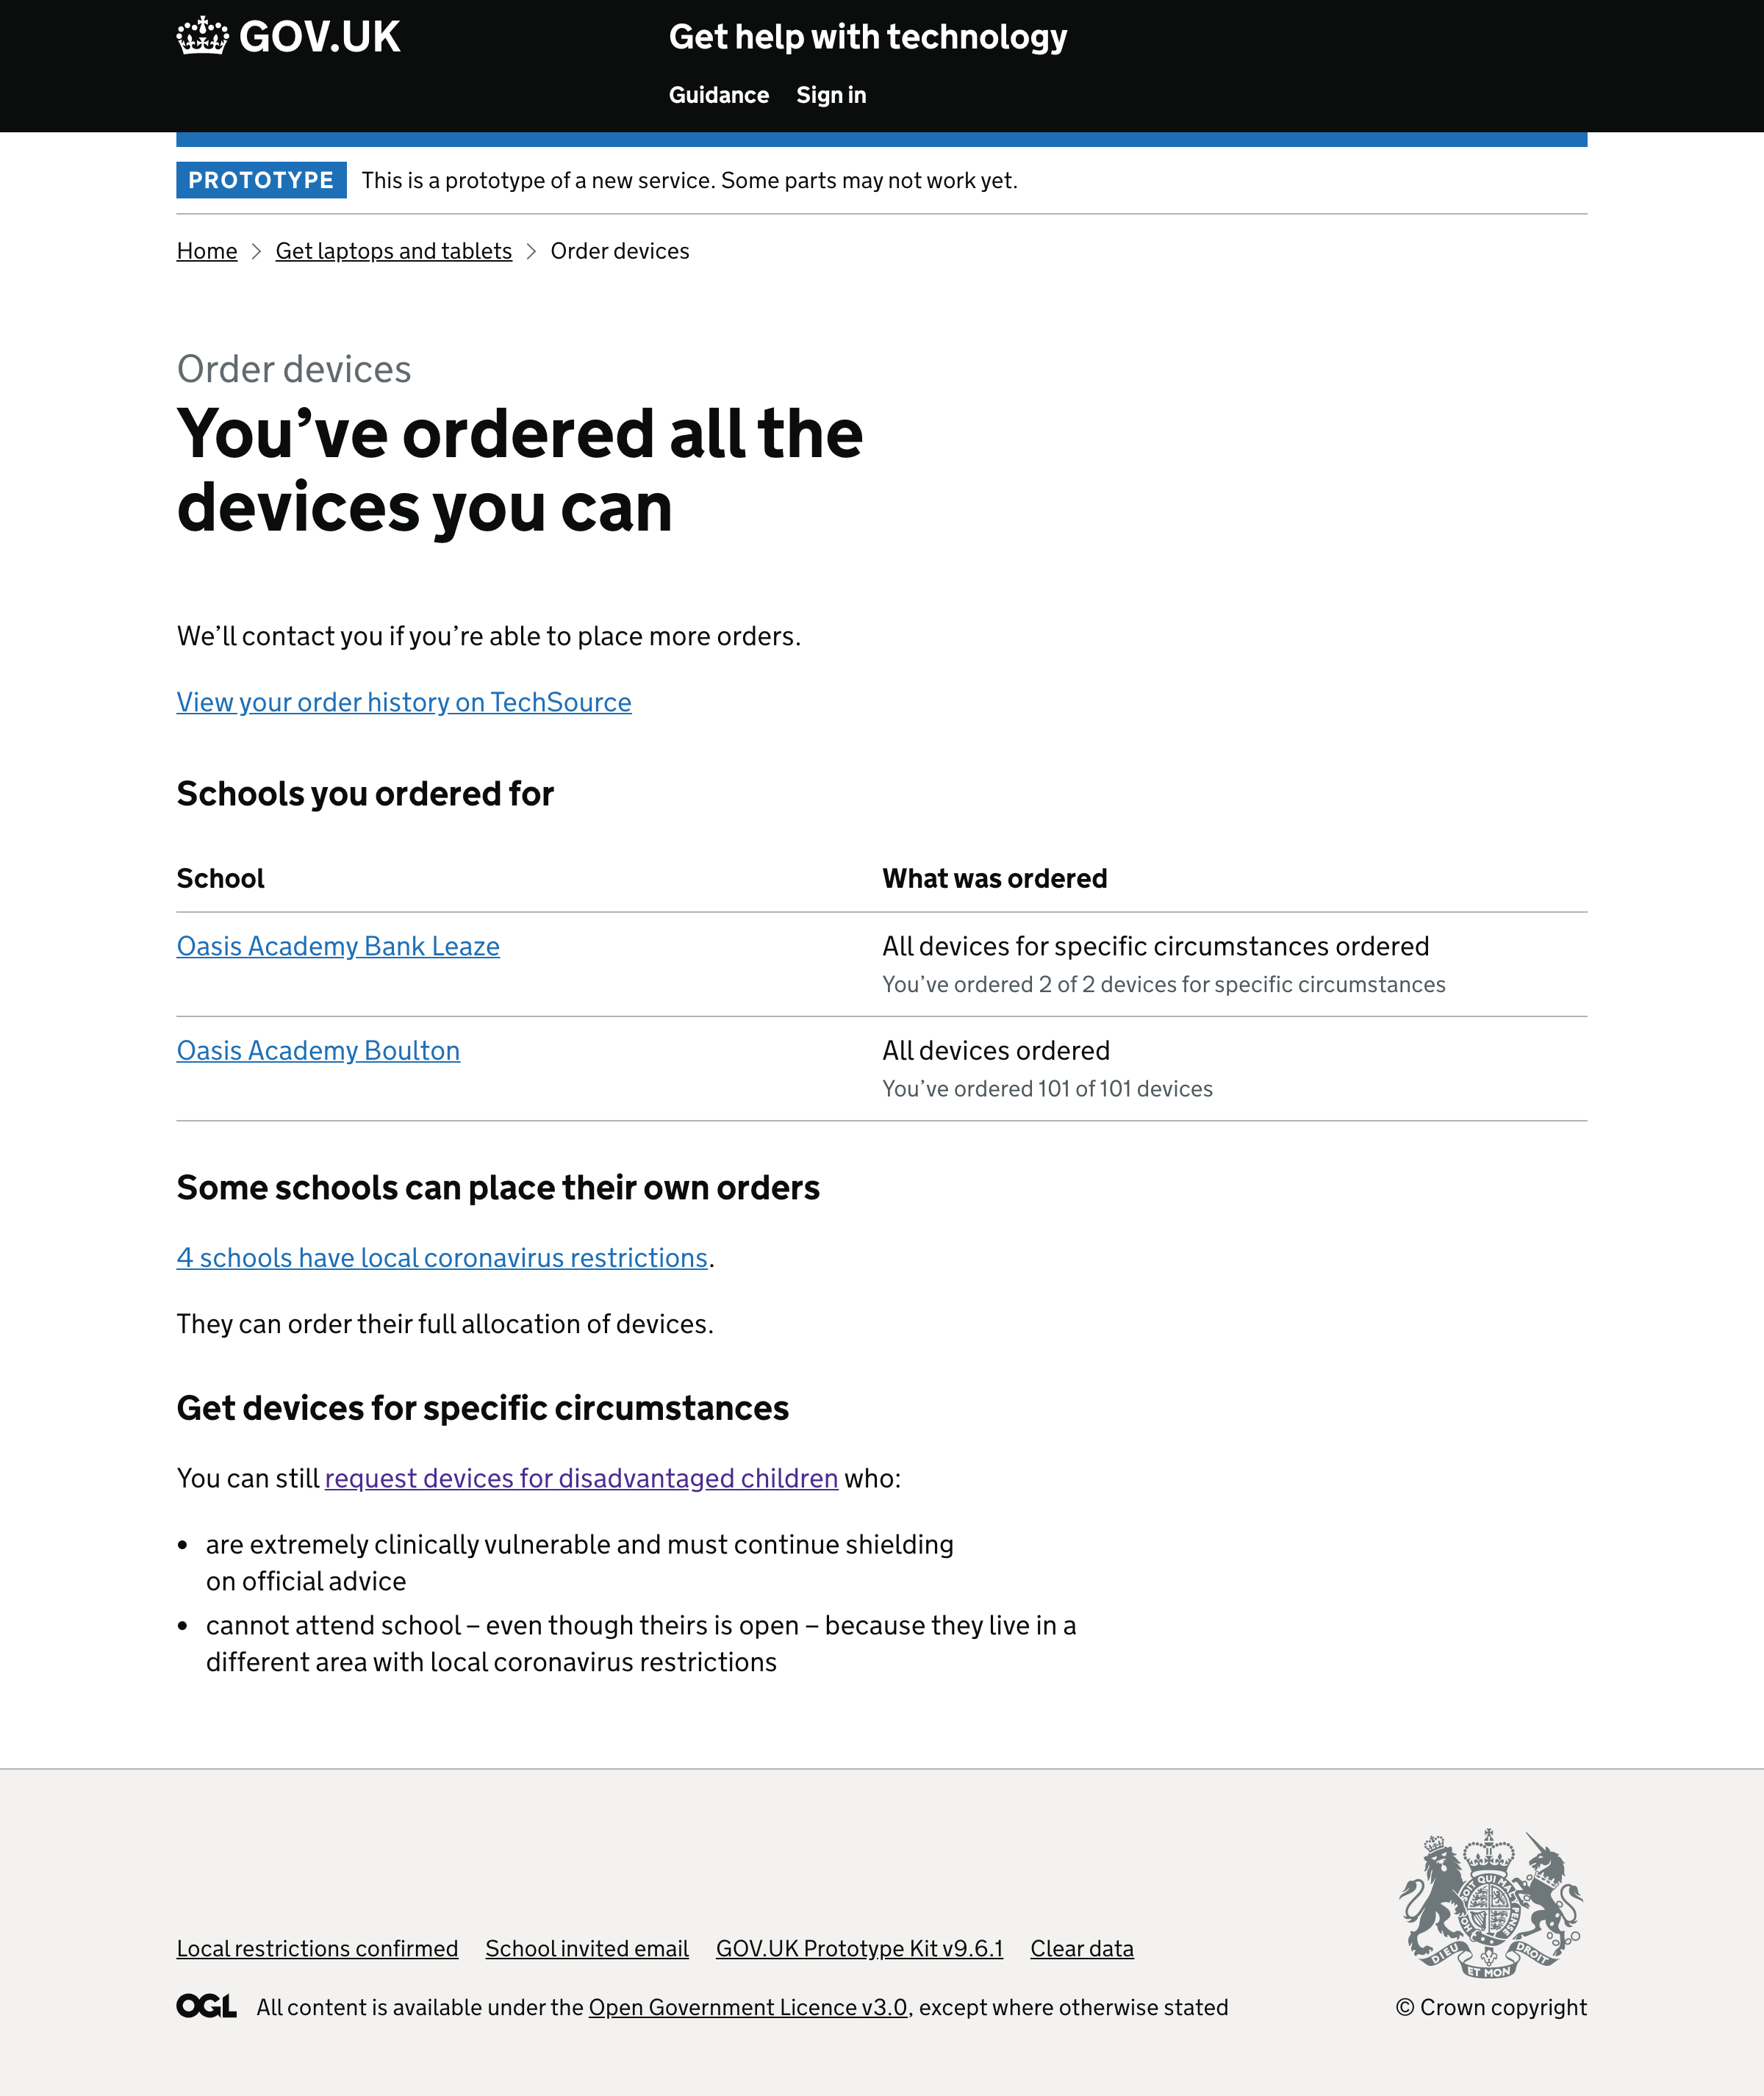 GOV.UK
Get help with technology
Guidance Sign in
PROTOTYPE This is a prototype of a new service. Some parts may not work yet.
Home Get laptops and tablets Order devices
Order devices
You’ve ordered all the
devices you can
We’ll contact you if you’re able to place more orders.
View your order history on TechSource
Schools you ordered for
School What was ordered
Oasis Academy Bank Leaze All devices for specific circumstances ordered
You’ve ordered 2 of 2 devices for specific circumstances
Oasis Academy Boulton All devices ordered
You’ve ordered 101 of 101 devices
Some schools can place their own orders
4 schools have local coronavirus restrictions.
They can order their full allocation of devices.
Get devices for specific circumstances
You can still request devices for disadvantaged children who:
• are extremely clinically vulnerable and must continue shielding
on official advice
• cannot attend school – even though theirs is open – because they live in a
different area with local coronavirus restrictions
DIEU ET MON DROIT
Local restrictions confirmed School invited email GOV.UK Prototype Kit v9.6.1 Clear data
OGL All content is available under the Open Government Licence v3.0, except where otherwise stated
© Crown copyright